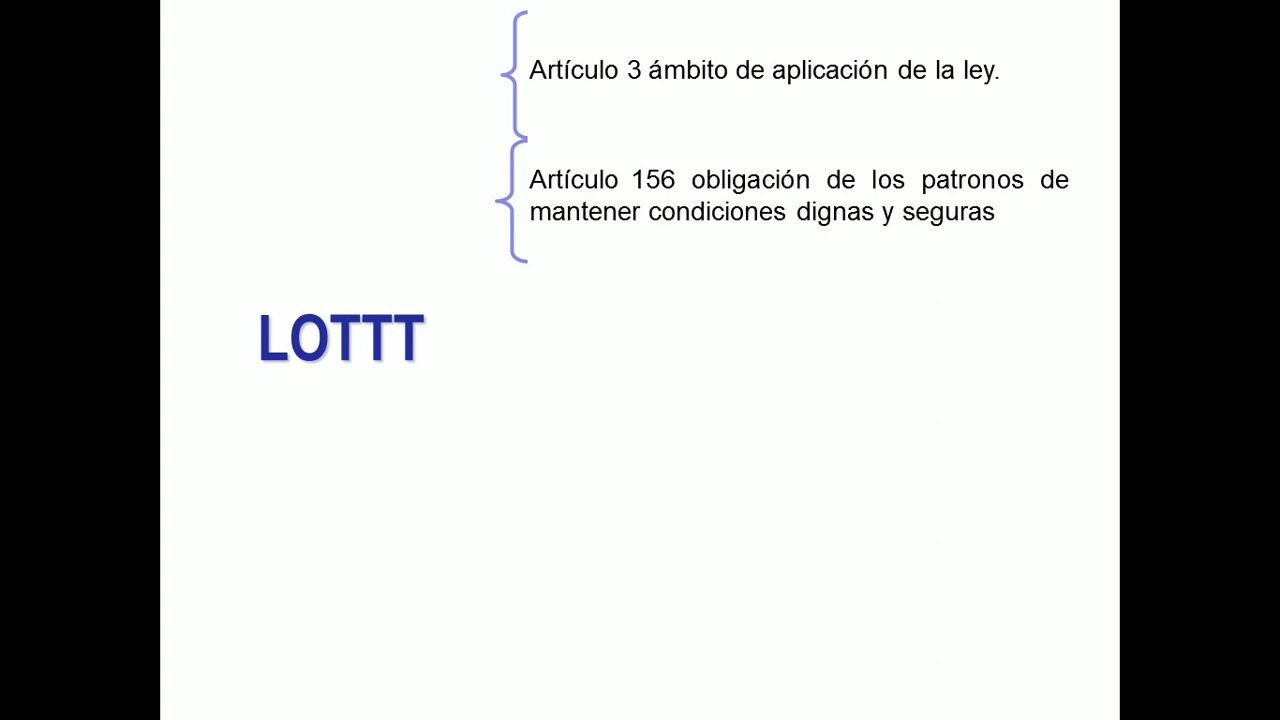 Artículo 3 ámbito de aplicación de la ley.
Artículo 156 obligación de los patronos de
mantener condiciones dignas y seguras
LOTTT